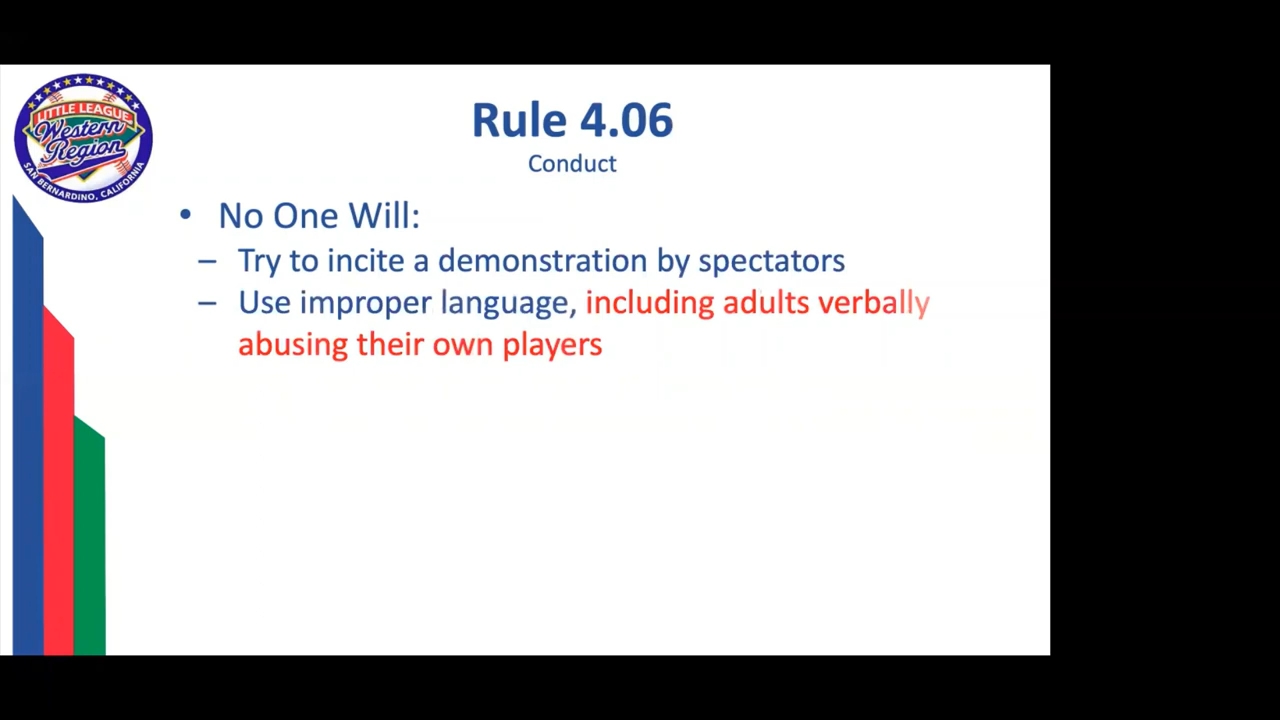 LITTLE LEAGUE
Western
Region
SAN BERNARDINO, CALIFORNIA
Rule 4.06
Conduct
• No One Will:
– Try to incite a demonstration by spectators
– Use improper language, including adults verbally
abusing their own players